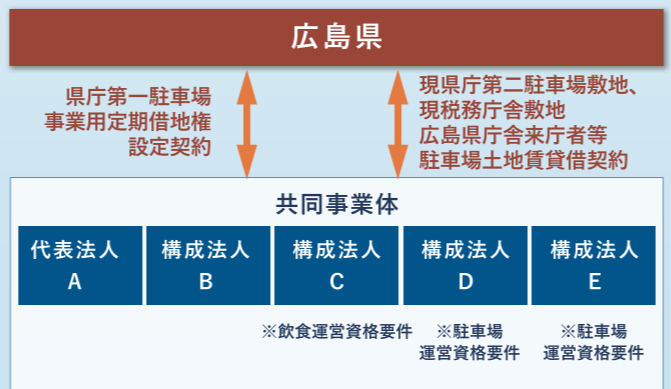 広島県
県庁第一駐車場
事業用定期借地権
設定契約
現県庁第二駐車場敷地、
現税務庁舎敷地
広島県庁舎来庁者等
駐車場土地賃貸借契約
共同事業体
代表法人
A
構成法人
B
構成法人
C
構成法人
D
構成法人
E
※飲食運営資格要件
※駐車場
運営資格要件
※駐車場
運営資格要件